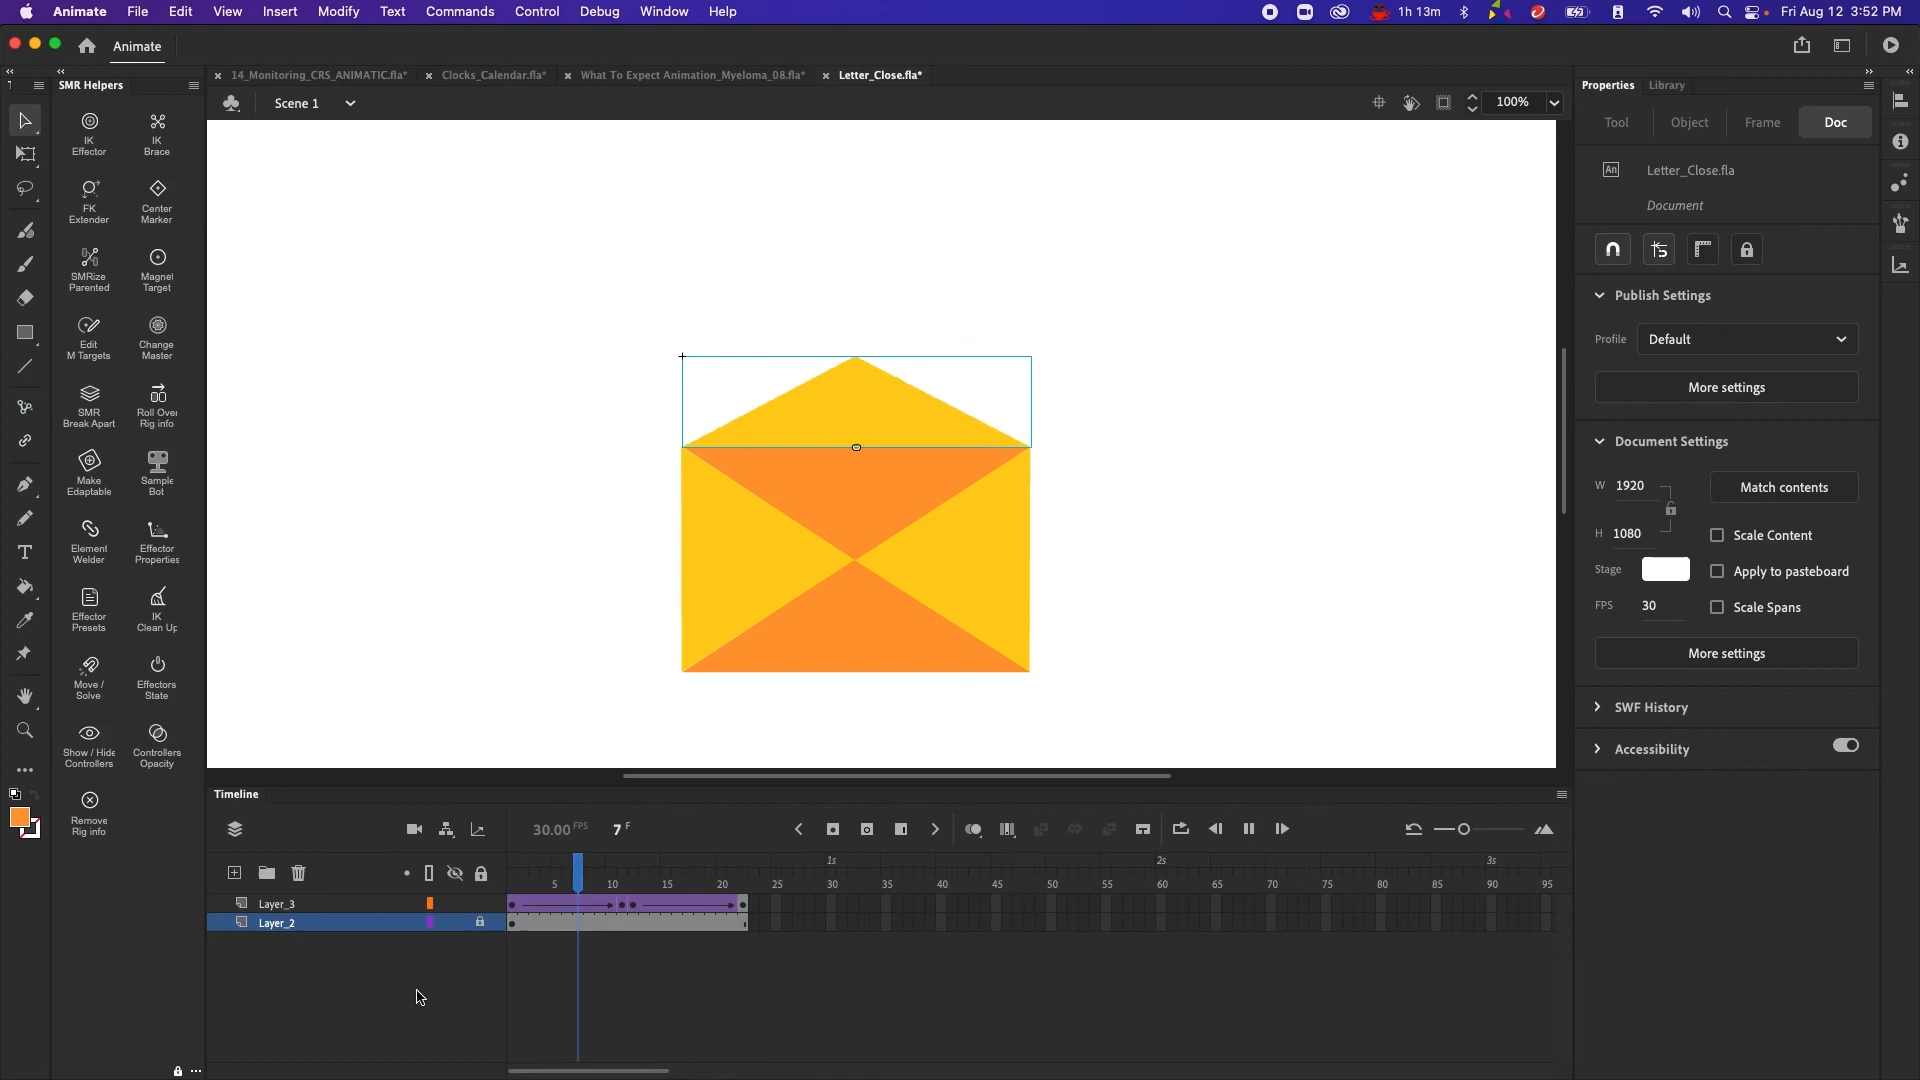 Animate File Edit View Insert Modify Text Commands Control Debug Window Help 1h 13m Fri Aug 12 3:52 PM
Animate
SMR Helpers
14_Monitoring_CRS_ANIMATIC.fla* Clocks_Calendar.fla* What To Expect Animation_Myeloma_08.fla* Letter_Close.fla*
Scene 1 100%
IK Effector
IK Brace
FK Extender
Center Marker
SMRize Parented
Magnet Target
Edit M Targets
Change Master
SMR Break Apart
Roll Over Rig info
Make Edaptable
Sample Bot
Element Welder
Effector Properties
Effector Presets
IK Clean Up
Move / Solve
Effectors State
Show / Hide Controllers
Controllers Opacity
Remove Rig info
T
Properties Library
Tool Object Frame Doc
An Letter_Close.fla
Document
Publish Settings
Profile Default
More settings
Document Settings
W 1920 Match contents
H 1080 Scale Content
Stage Apply to pasteboard
FPS 30 Scale Spans
More settings
SWF History
Accessibility
Timeline
30.00 FPS 7 F
1s 2s 3s
5 10 15 20 25 30 35 40 45 50 55 60 65 70 75 80 85 90 95
Layer_3
Layer_2